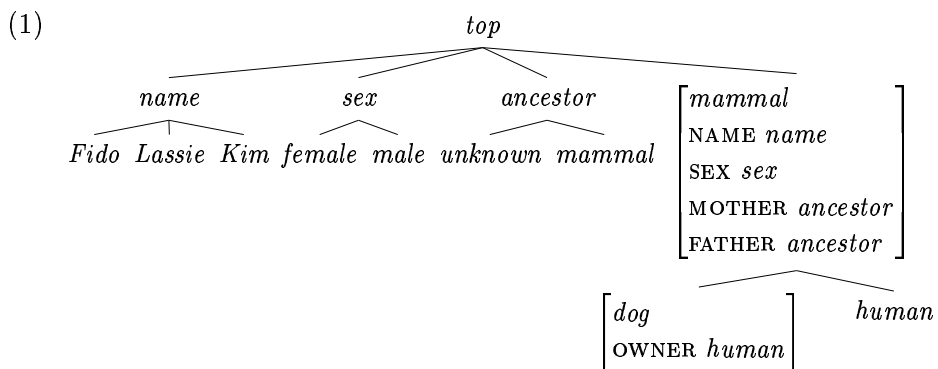 (1)
top
name sex ancestor
Fido Lassie Kim female male unknown mammal
mammal
NAME name
SEX sex
MOTHER ancestor
FATHER ancestor
dog
OWNER human
human